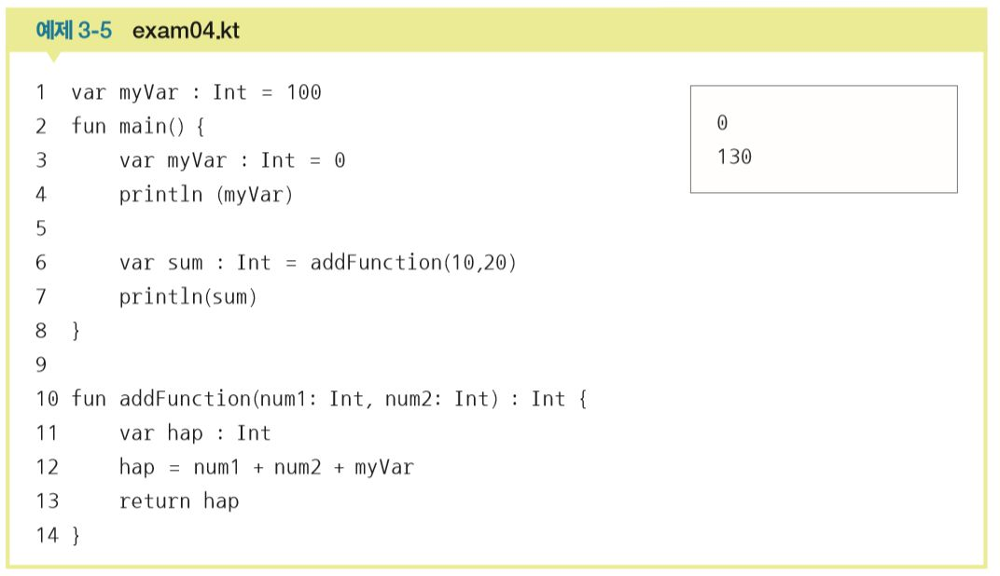 예제 3-5 exam04.kt
1 var myVar : Int = 100
2 fun main() {
3     var myVar : Int = 0
4     println (myVar)
5
6     var sum : Int = addFunction(10,20)
7     println(sum)
8 }
9
10 fun addFunction(num1: Int, num2: Int) : Int {
11     var hap : Int
12     hap = num1 + num2 + myVar
13     return hap
14 }
0
130